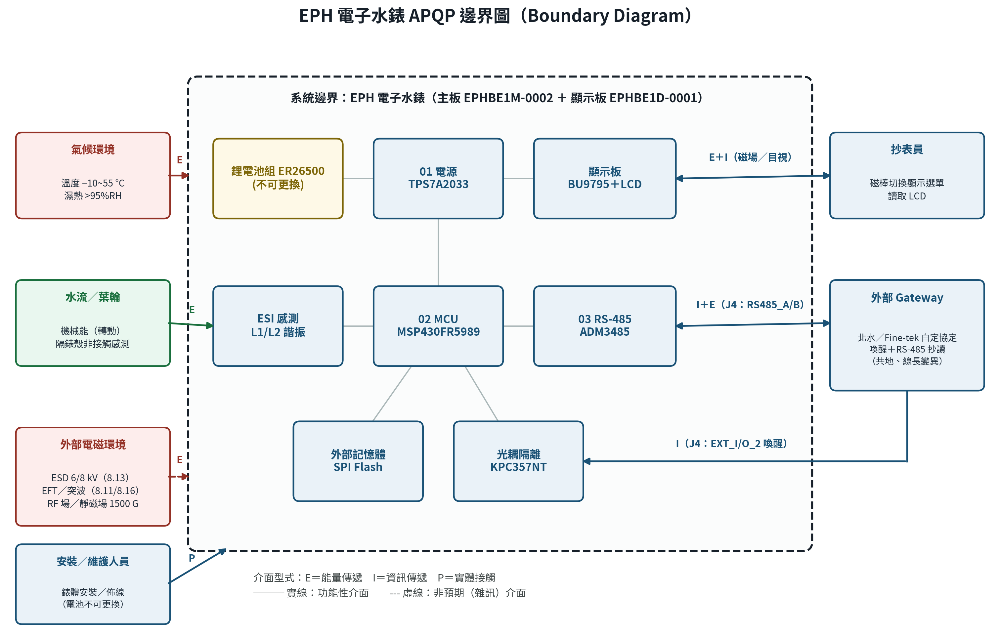 EPH 電子水錶 APQP 邊界圖（Boundary Diagram）
系統邊界：EPH 電子水錶（主板 EPHBE1M-0002 ＋ 顯示板 EPHBE1D-0001）
氣候環境
溫度 −10~55 °C
濕熱 >95%RH
E
鋰電池組 ER26500
(不可更換)
01 電源
TPS7A2033
顯示板
BU9795＋LCD
E＋I（磁場／目視）
抄表員
磁棒切換顯示選單
讀取 LCD
水流／葉輪
機械能（轉動）
隔錶殼非接觸感測
E
ESI 感測
L1/L2 諧振
02 MCU
MSP430FR5989
03 RS-485
ADM3485
I＋E（J4：RS485_A/B）
外部 Gateway
北水／Fine-tek 自定協定
喚醒＋RS-485 抄讀
（共地、線長變異）
外部電磁環境
ESD 6/8 kV（8.13）
EFT／突波（8.11/8.16）
RF 場／靜磁場 1500 G
E
外部記憶體
SPI Flash
光耦隔離
KPC357NT
I（J4：EXT_I/O_2 喚醒）
安裝／維護人員
錶體安裝／佈線
（電池不可更換）
P
介面型式：E＝能量傳遞　I＝資訊傳遞　P＝實體接觸
─── 實線：功能性介面　　--- 虛線：非預期（雜訊）介面